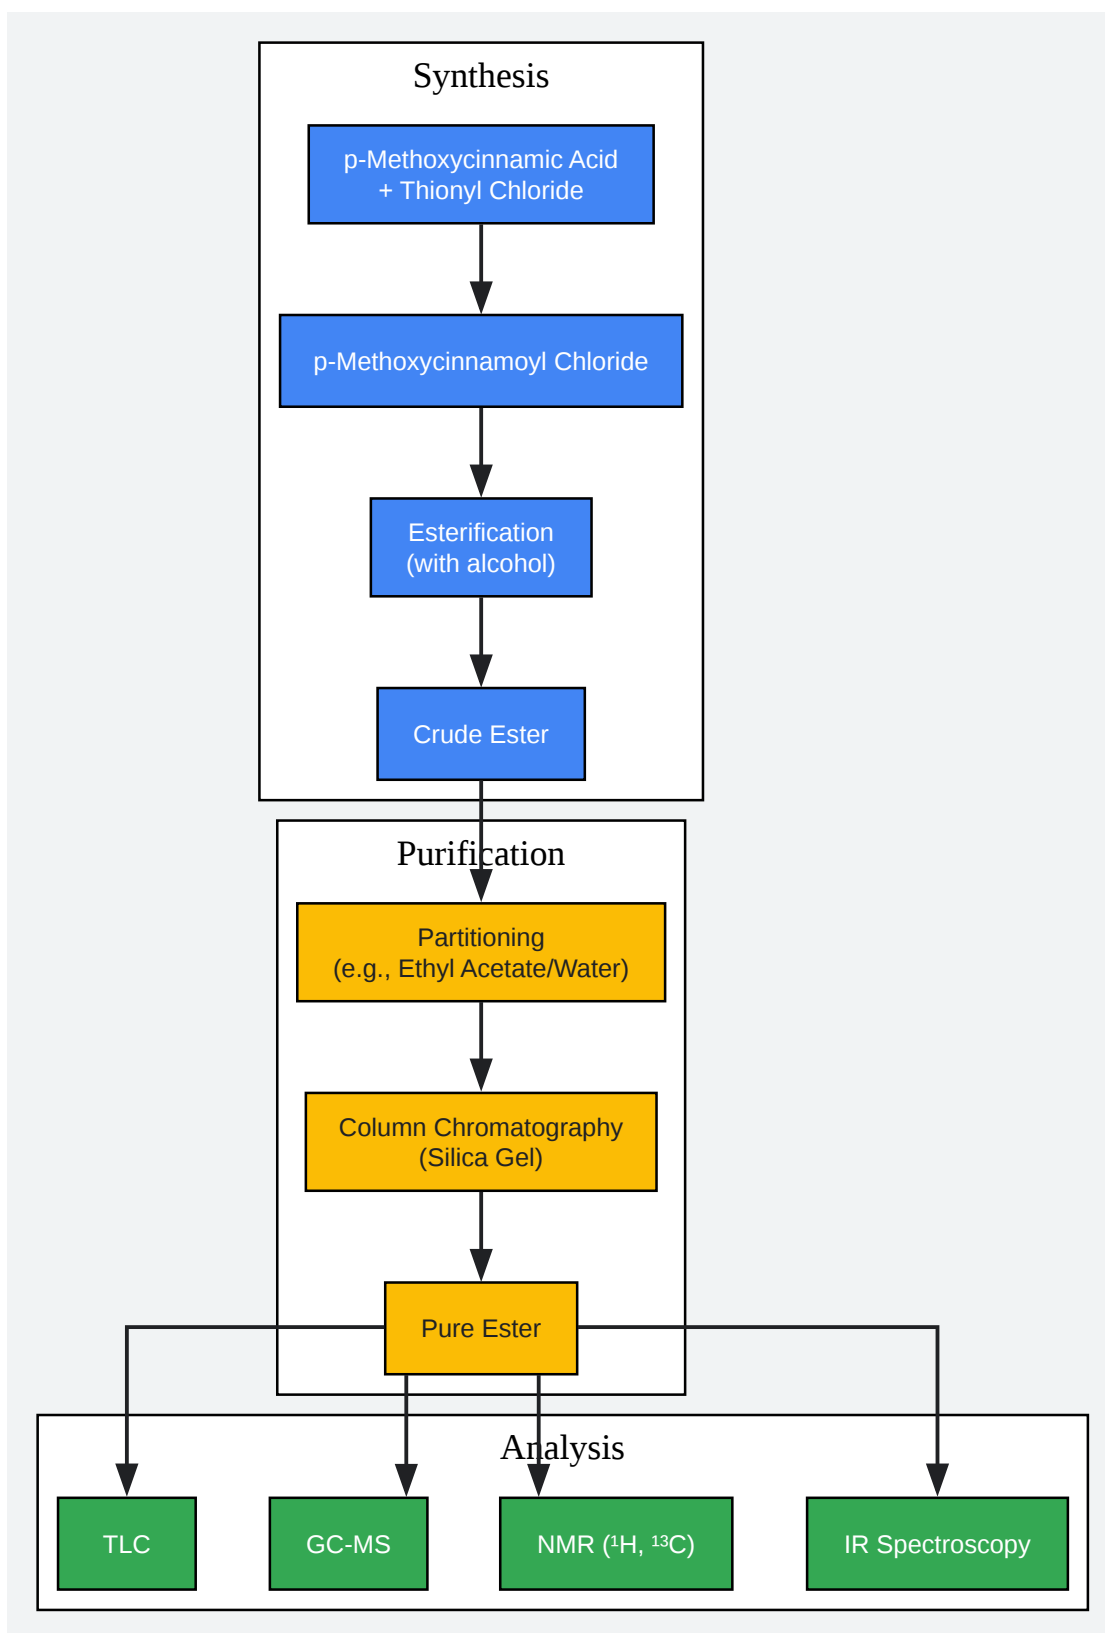 Synthesis
p-Methoxycinnamic Acid
+ Thionyl Chloride
p-Methoxycinnamoyl Chloride
Esterification
(with alcohol)
Crude Ester
Purification
Partitioning
(e.g., Ethyl Acetate/Water)
Column Chromatography
(Silica Gel)
Pure Ester
Analysis
TLC
GC-MS
NMR (¹H, ¹³C)
IR Spectroscopy